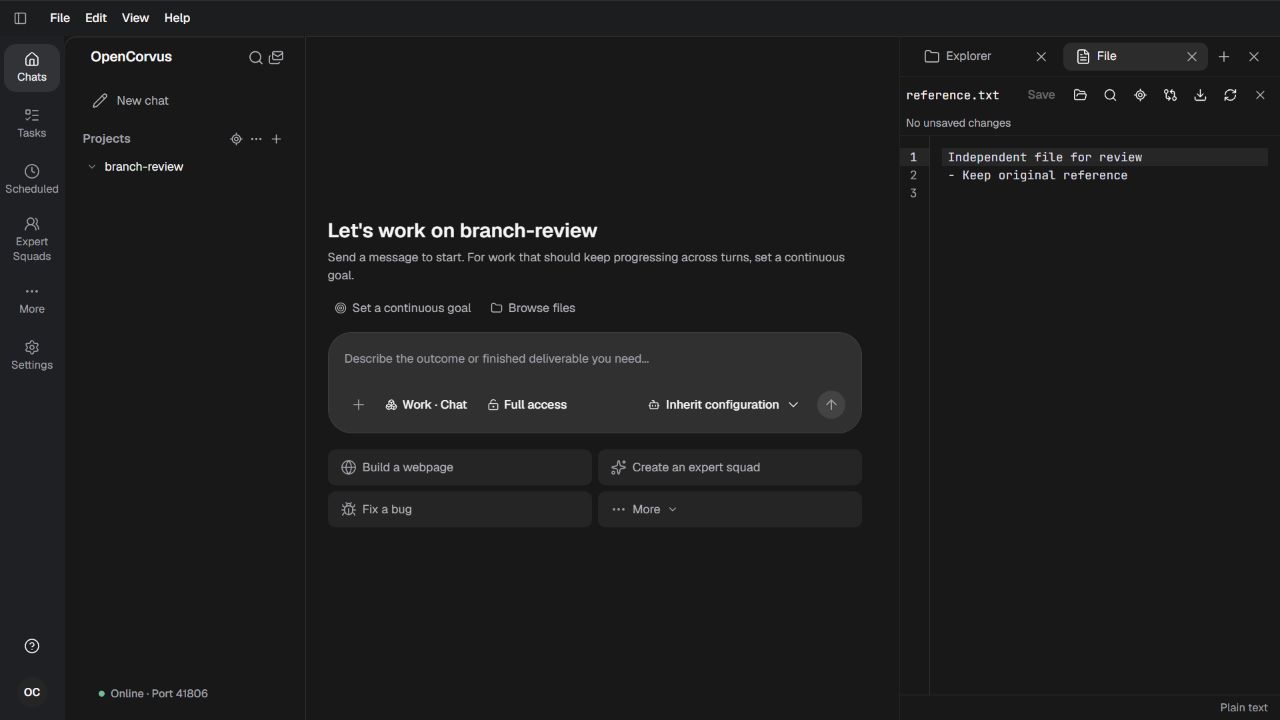 File Edit View Help
Chats
Tasks
Scheduled
Expert
Squads
More
Settings
OC
OpenCorvus
New chat
Projects
branch-review
Online · Port 41806
Let's work on branch-review
Send a message to start. For work that should keep progressing across turns, set a continuous
goal.
Set a continuous goal Browse files
Describe the outcome or finished deliverable you need...
Work · Chat Full access Inherit configuration
Build a webpage Create an expert squad
Fix a bug More
Explorer File
reference.txt Save
No unsaved changes
1 Independent file for review
2 - Keep original reference
3
Plain text